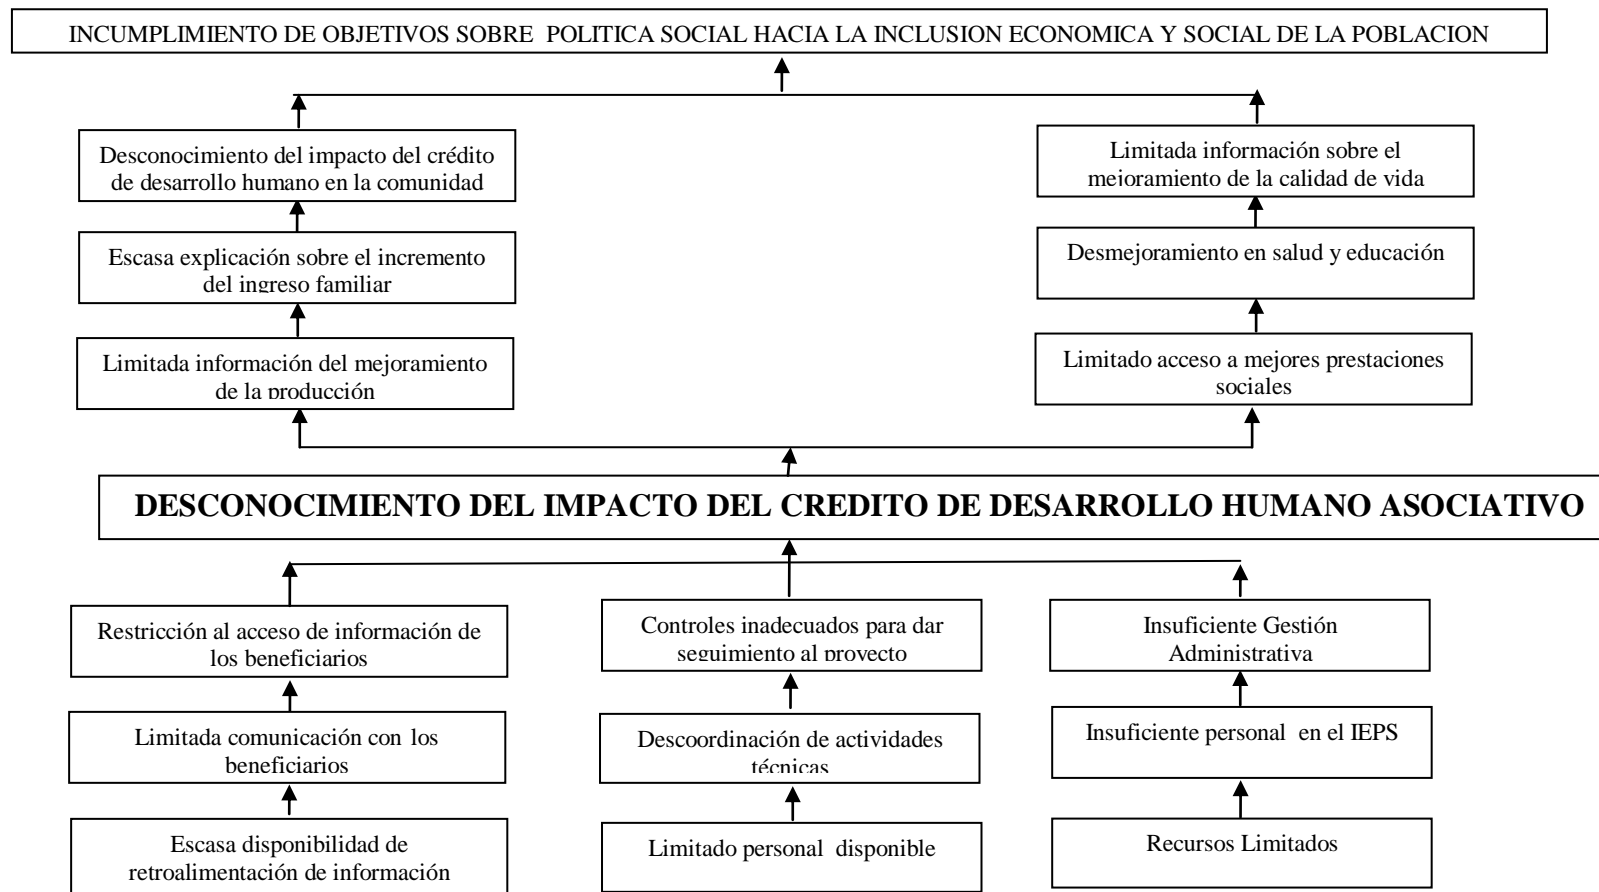 INCUMPLIMIENTO DE OBJETIVOS SOBRE POLITICA SOCIAL HACIA LA INCLUSION ECONOMICA Y SOCIAL DE LA POBLACION
Desconocimiento del impacto del crédito
de desarrollo humano en la comunidad
Limitada información sobre el
mejoramiento de la calidad de vida
Escasa explicación sobre el incremento
del ingreso familiar
Desmejoramiento en salud y educación
Limitada información del mejoramiento
de la producción
Limitado acceso a mejores prestaciones
sociales
DESCONOCIMIENTO DEL IMPACTO DEL CREDITO DE DESARROLLO HUMANO ASOCIATIVO
Restricción al acceso de información de
los beneficiarios
Controles inadecuados para dar
seguimiento al proyecto
Insuficiente Gestión
Administrativa
Limitada comunicación con los
beneficiarios
Descoordinación de actividades
técnicas
Insuficiente personal en el IEPS
Escasa disponibilidad de
retroalimentación de información
Limitado personal disponible
Recursos Limitados